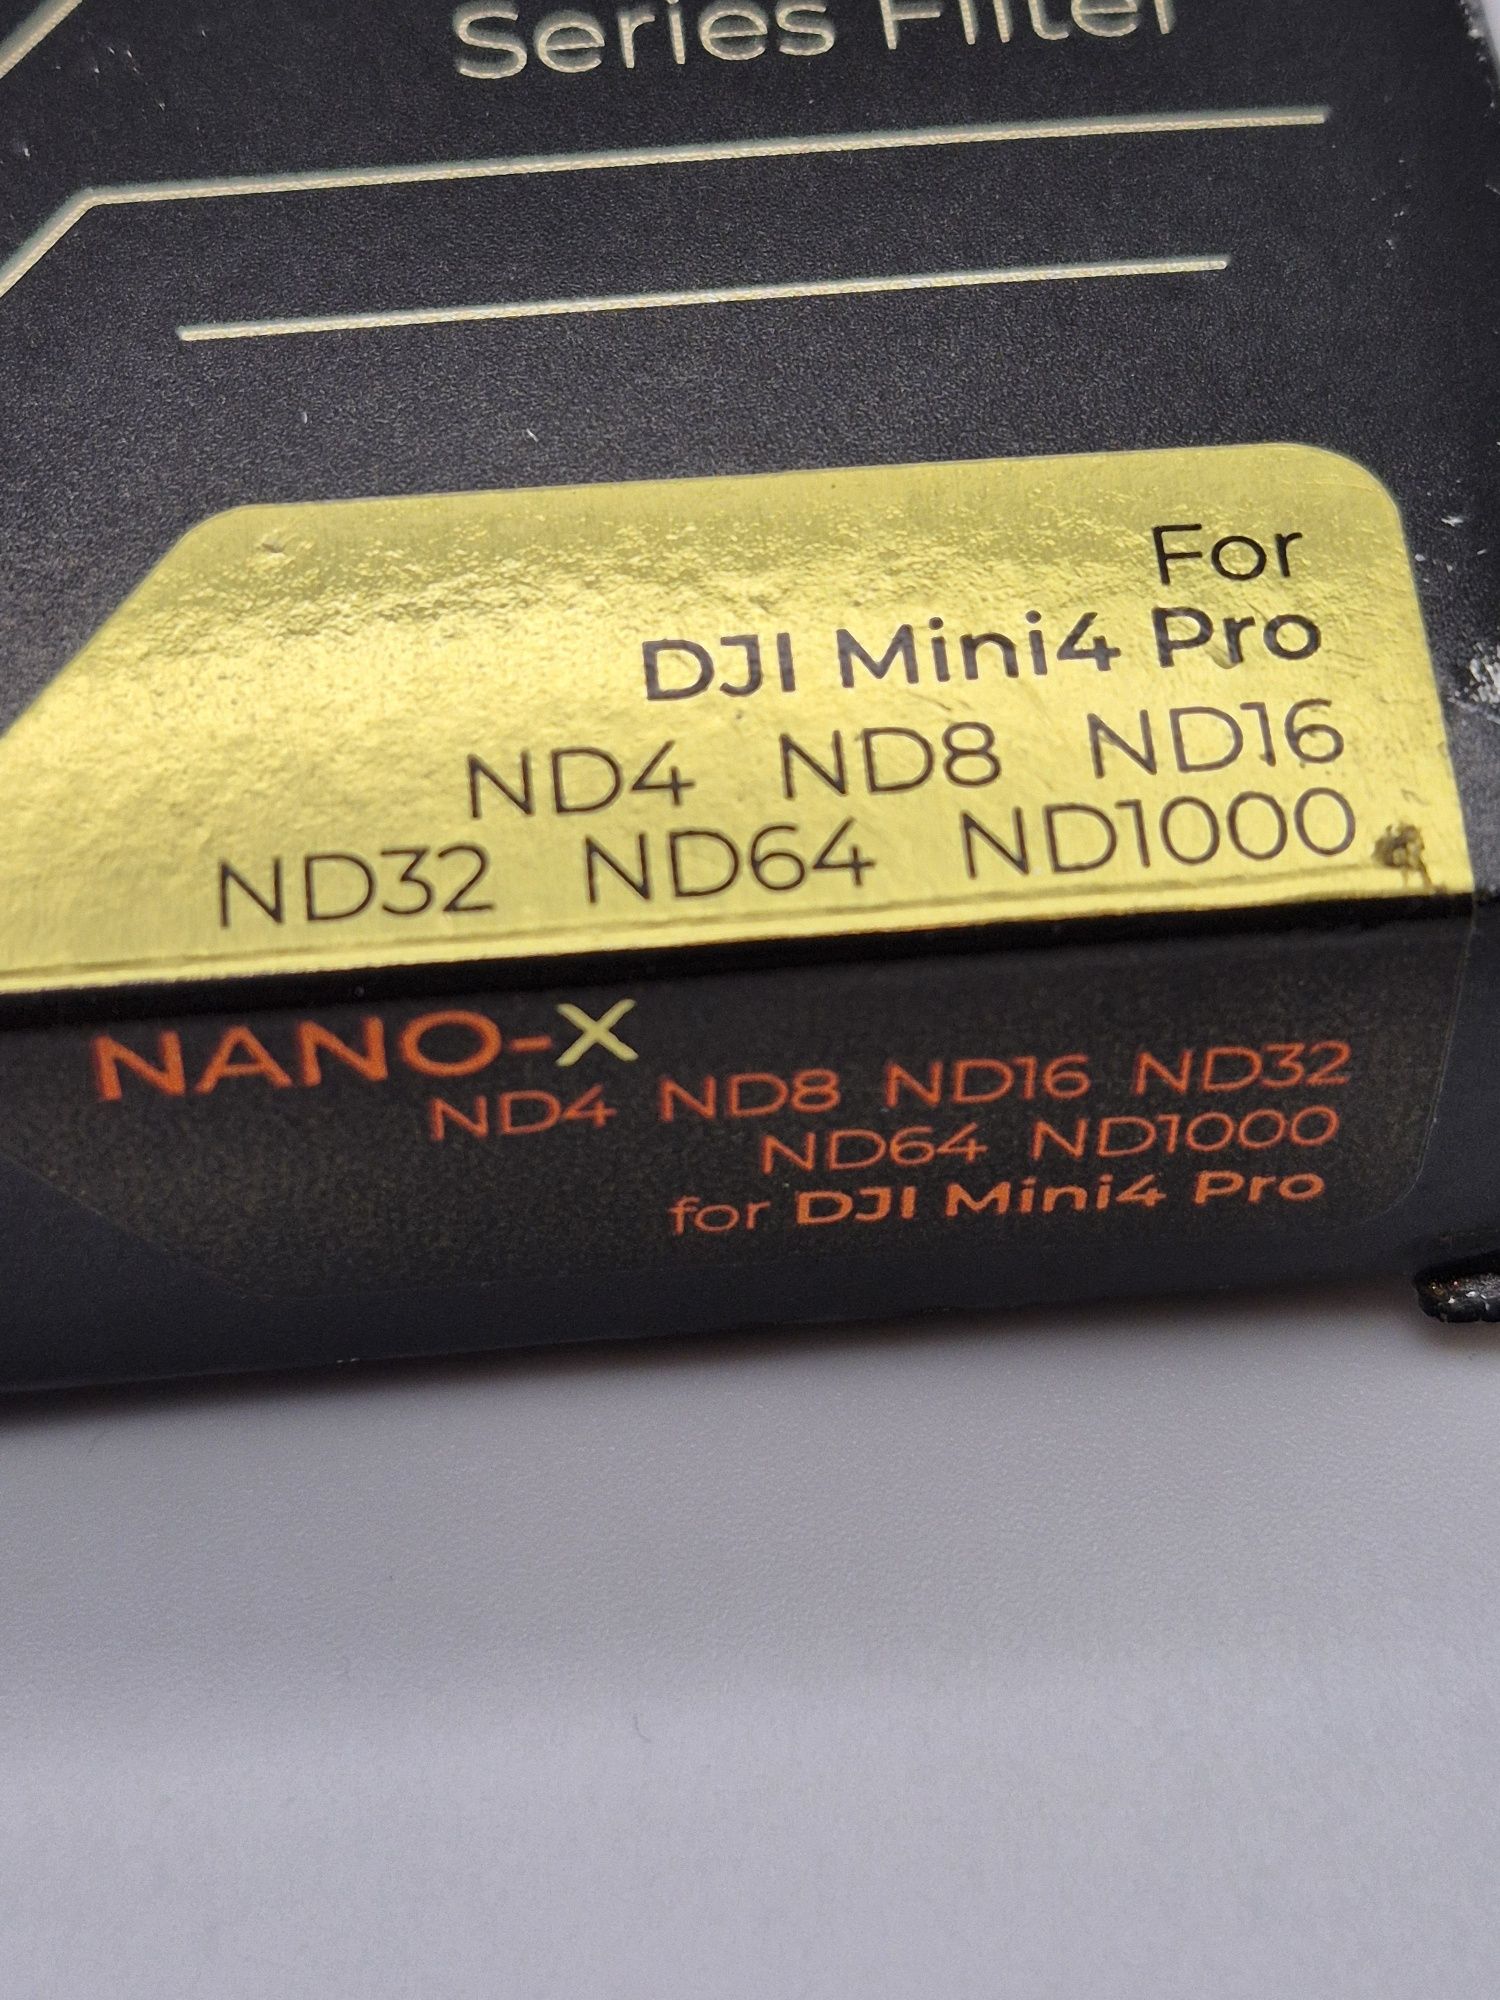 Series Filter
For
DJI Mini4 Pro
ND4 ND8 ND16
ND32 ND64 ND1000
NANO-X
ND4 ND8 ND16 ND32
ND64 ND1000
for DJI Mini4 Pro